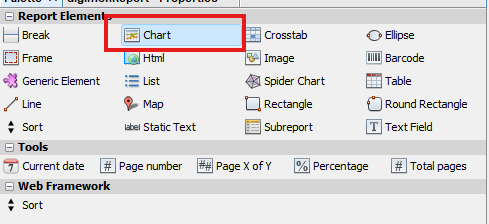 Palette digimonReport - Properties
Report Elements
Break Chart Crosstab Ellipse
Frame Html Image Barcode
Generic Element List Spider Chart Table
Line Map Rectangle Round Rectangle
Sort label Static Text Subreport T Text Field
Tools
7 Current date # Page number ## Page X of Y % Percentage # Total pages
Web Framework
Sort